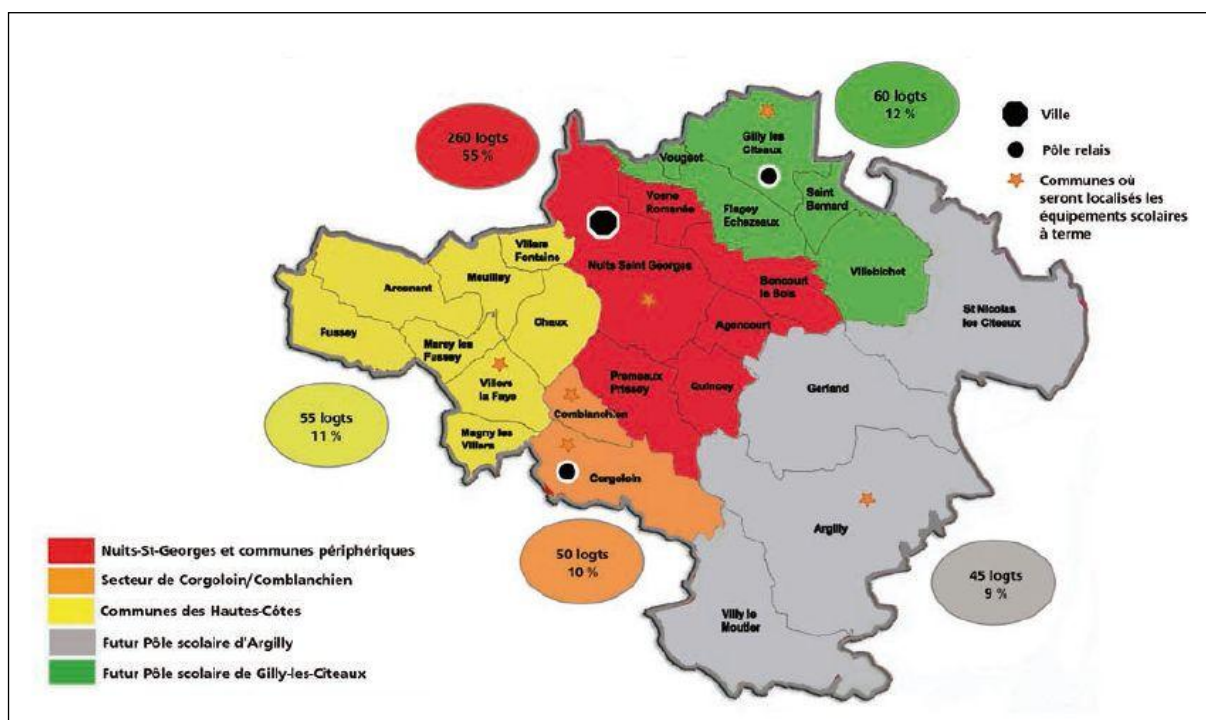 60 logts
12 %
Ville
Pôle relais
Communes où
seront localisés les
équipements scolaires
à terme
260 logts
55 %
Gilly les
Cîteaux
Vougeot
Saint
Bernard
Vosne
Romanée
Flagey
Echezeaux
Villebichot
Villars
Fontaine
Nuits Saint Georges
Boncourt
le Bois
St Nicolas
les Cîteaux
Meuilley
Arcenant
Chaux
Agencourt
Fussey
Marey les
Fussey
Villers
la Faye
Premeaux
Prissey
Quincey
Gerland
Comblanchien
55 logts
11 %
Magny les
Villers
Corgoloin
Argilly
50 logts
10 %
45 logts
9 %
Villy le
Moutier
Nuits-St-Georges et communes périphériques
Secteur de Corgoloin/Comblanchien
Communes des Hautes-Côtes
Futur Pôle scolaire d'Argilly
Futur Pôle scolaire de Gilly-les-Cîteaux